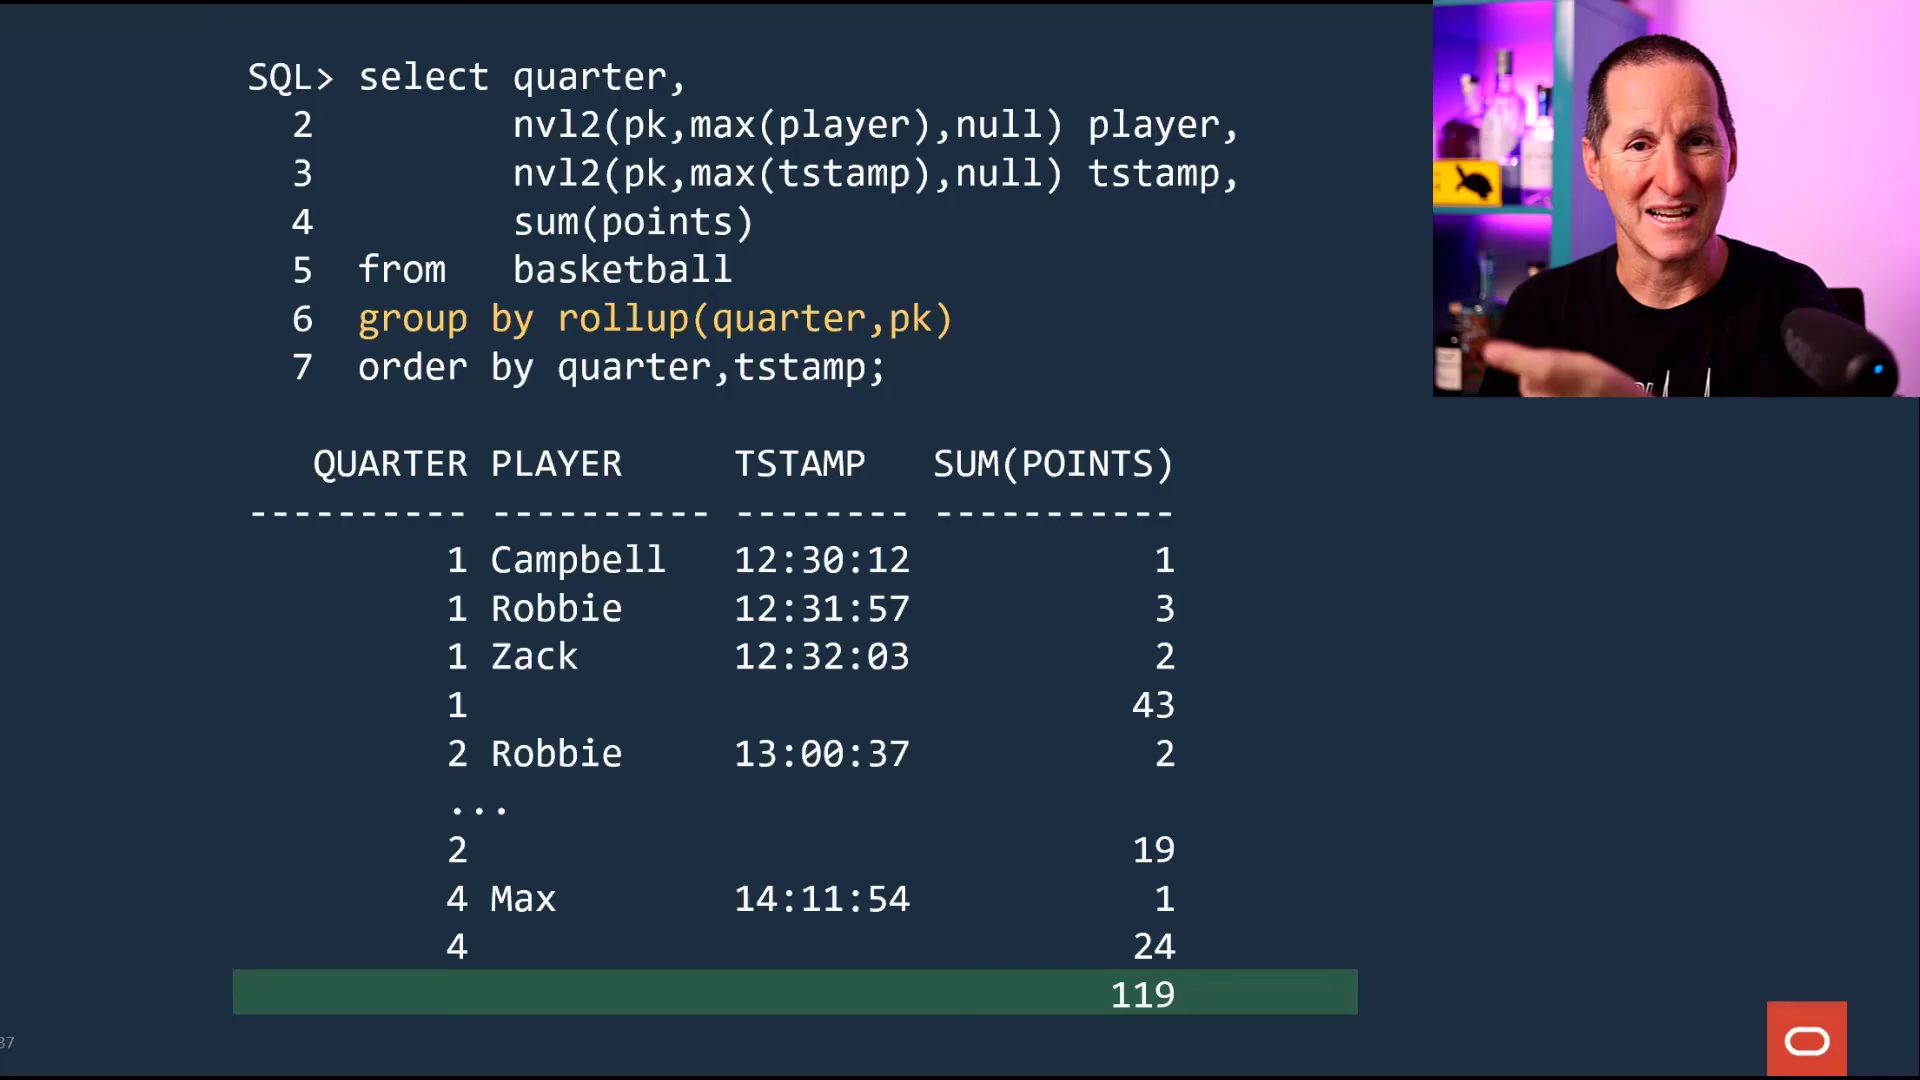 SQL> select quarter,
2 nvl2(pk,max(player),null) player,
3 nvl2(pk,max(tstamp),null) tstamp,
4 sum(points)
5 from basketball
6 group by rollup(quarter,pk)
7 order by quarter,tstamp;
QUARTER PLAYER TSTAMP SUM(POINTS)
---------- ---------- -------- -----------
1 Campbell 12:30:12 1
1 Robbie 12:31:57 3
1 Zack 12:32:03 2
1 43
2 Robbie 13:00:37 2
...
2 19
4 Max 14:11:54 1
4 24
119
37